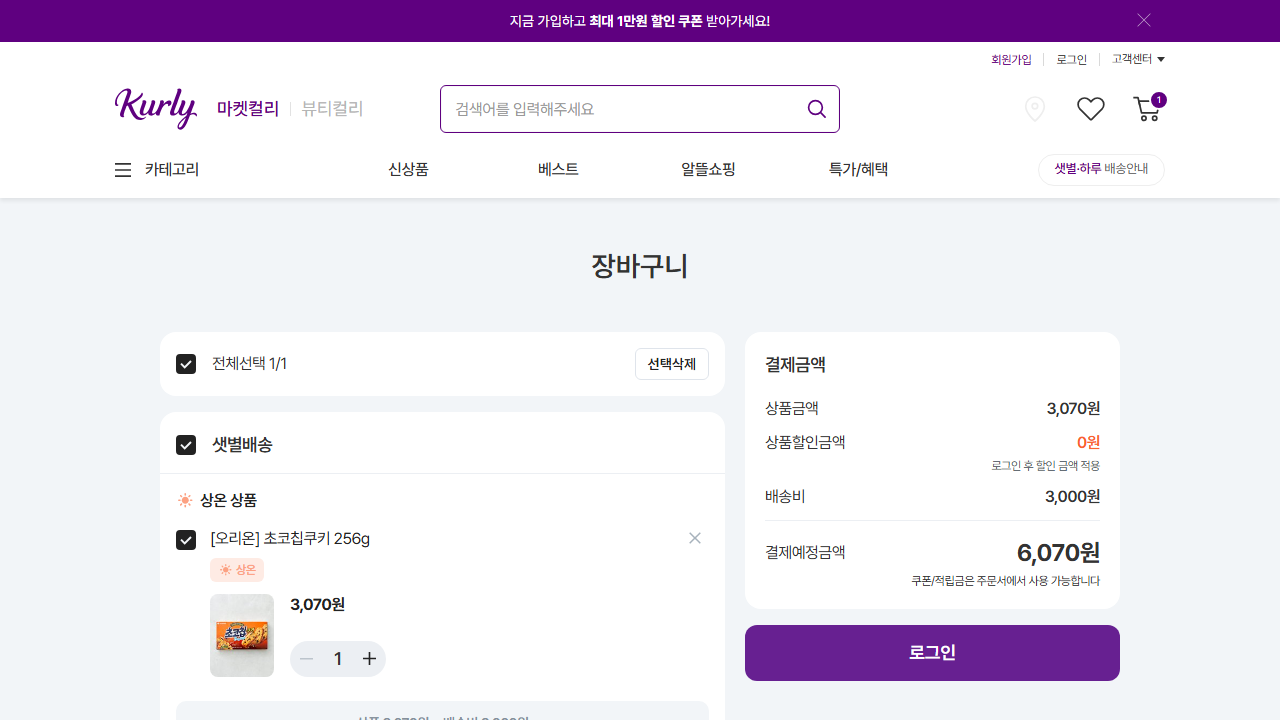 지금 가입하고 최대 1만원 할인 쿠폰 받아가세요!
회원가입 로그인 고객센터
Kurly 마켓컬리 뷰티컬리 검색어를 입력해주세요 1
카테고리 신상품 베스트 알뜰쇼핑 특가/혜택 샛별·하루 배송안내
장바구니
전체선택 1/1 선택삭제
샛별배송
상온 상품
[오리온] 초코칩쿠키 256g
상온
3,070원
초코칩
1
결제금액
상품금액 3,070원
상품할인금액 0원
로그인 후 할인 금액 적용
배송비 3,000원
결제예정금액 6,070원
쿠폰/적립금은 주문서에서 사용 가능합니다
로그인